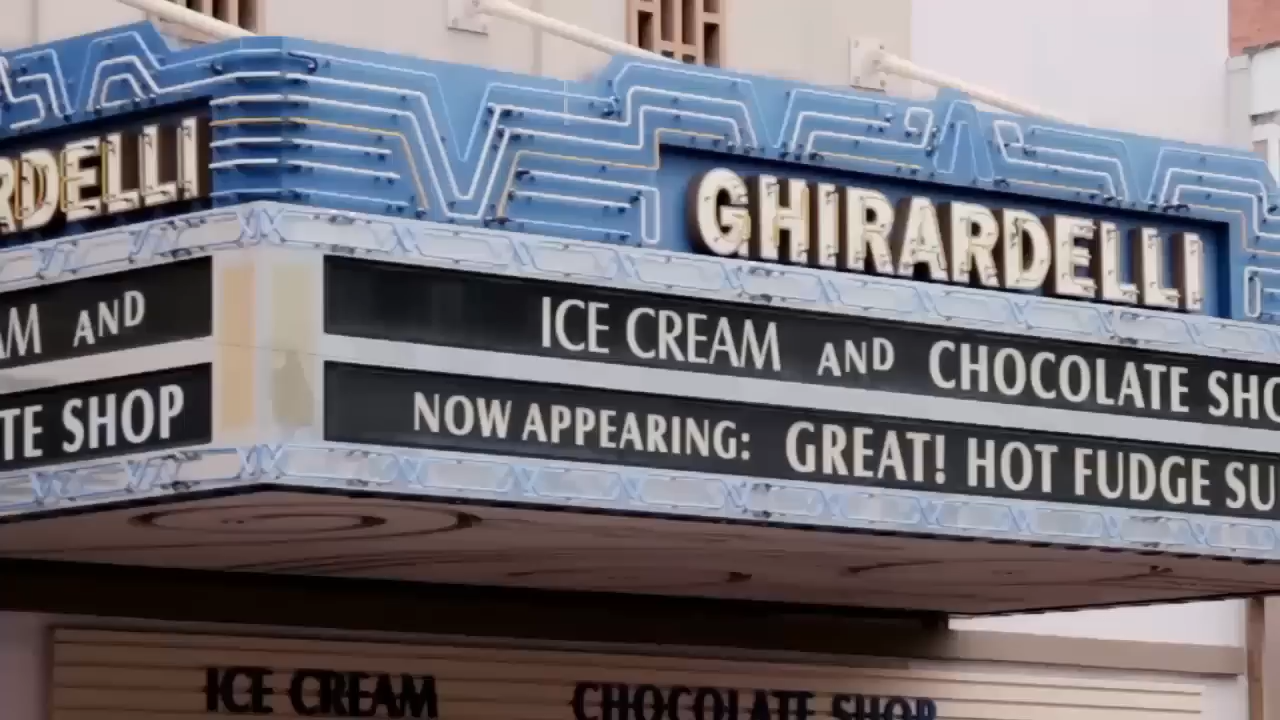 RDELLI
AM AND
TE SHOP
GHIRARDELLI
ICE CREAM AND CHOCOLATE SHO
NOW APPEARING: GREAT! HOT FUDGE SU
ICE CREAM CHOCOLATE SHOP